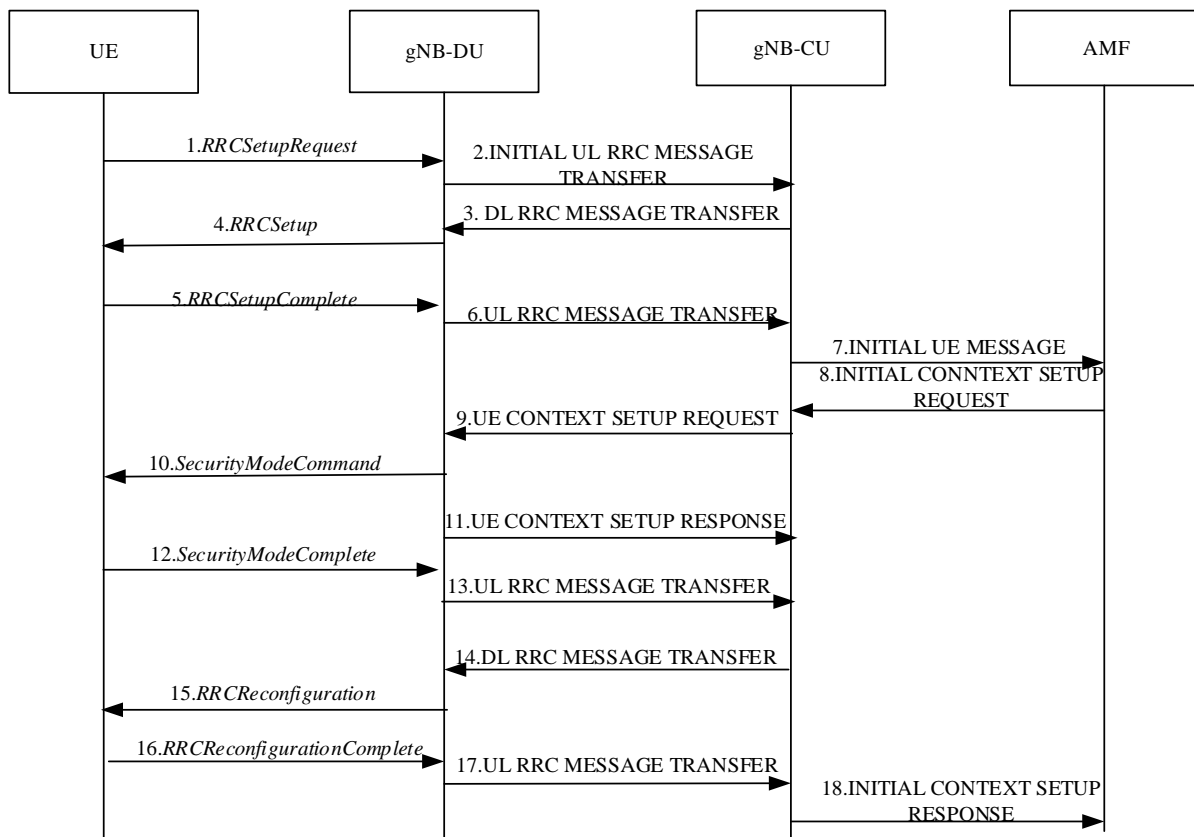 UE
gNB-DU
gNB-CU
AMF
1.RRCSetupRequest
2.INITIAL UL RRC MESSAGE
TRANSFER
3. DL RRC MESSAGE TRANSFER
4.RRCSetup
5.RRCSetupComplete
6.UL RRC MESSAGE TRANSFER
7.INITIAL UE MESSAGE
8.INITIAL CONNTEXT SETUP
REQUEST
9.UE CONTEXT SETUP REQUEST
10.SecurityModeCommand
11.UE CONTEXT SETUP RESPONSE
12.SecurityModeComplete
13.UL RRC MESSAGE TRANSFER
14.DL RRC MESSAGE TRANSFER
15.RRCReconfiguration
16.RRCReconfigurationComplete
17.UL RRC MESSAGE TRANSFER
18.INITIAL CONTEXT SETUP
RESPONSE